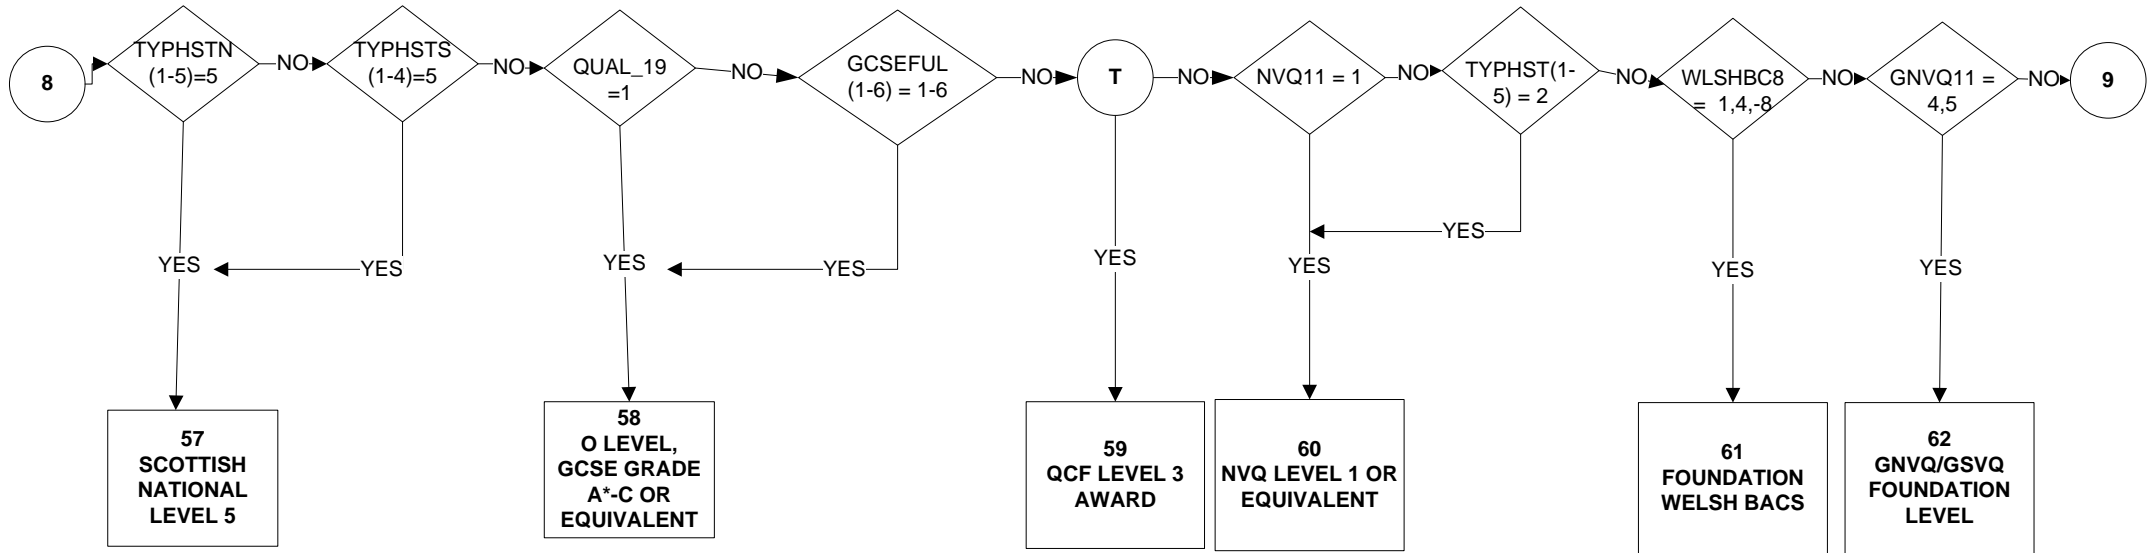 8
TYPHSTN
(1-5)=5
NO
TYPHSTS
(1-4)=5
NO
QUAL_19
=1
NO
GCSEFUL
(1-6) = 1-6
NO
T
NO
NVQ11 = 1
NO
TYPHST(1-
5) = 2
NO
WLSHBC8
= 1,4,-8
NO
GNVQ11 =
4,5
NO
9
YES
YES
YES
YES
YES
YES
YES
YES
YES
57
SCOTTISH
NATIONAL
LEVEL 5
58
O LEVEL,
GCSE GRADE
A*-C OR
EQUIVALENT
59
QCF LEVEL 3
AWARD
60
NVQ LEVEL 1 OR
EQUIVALENT
61
FOUNDATION
WELSH BACS
62
GNVQ/GSVQ
FOUNDATION
LEVEL